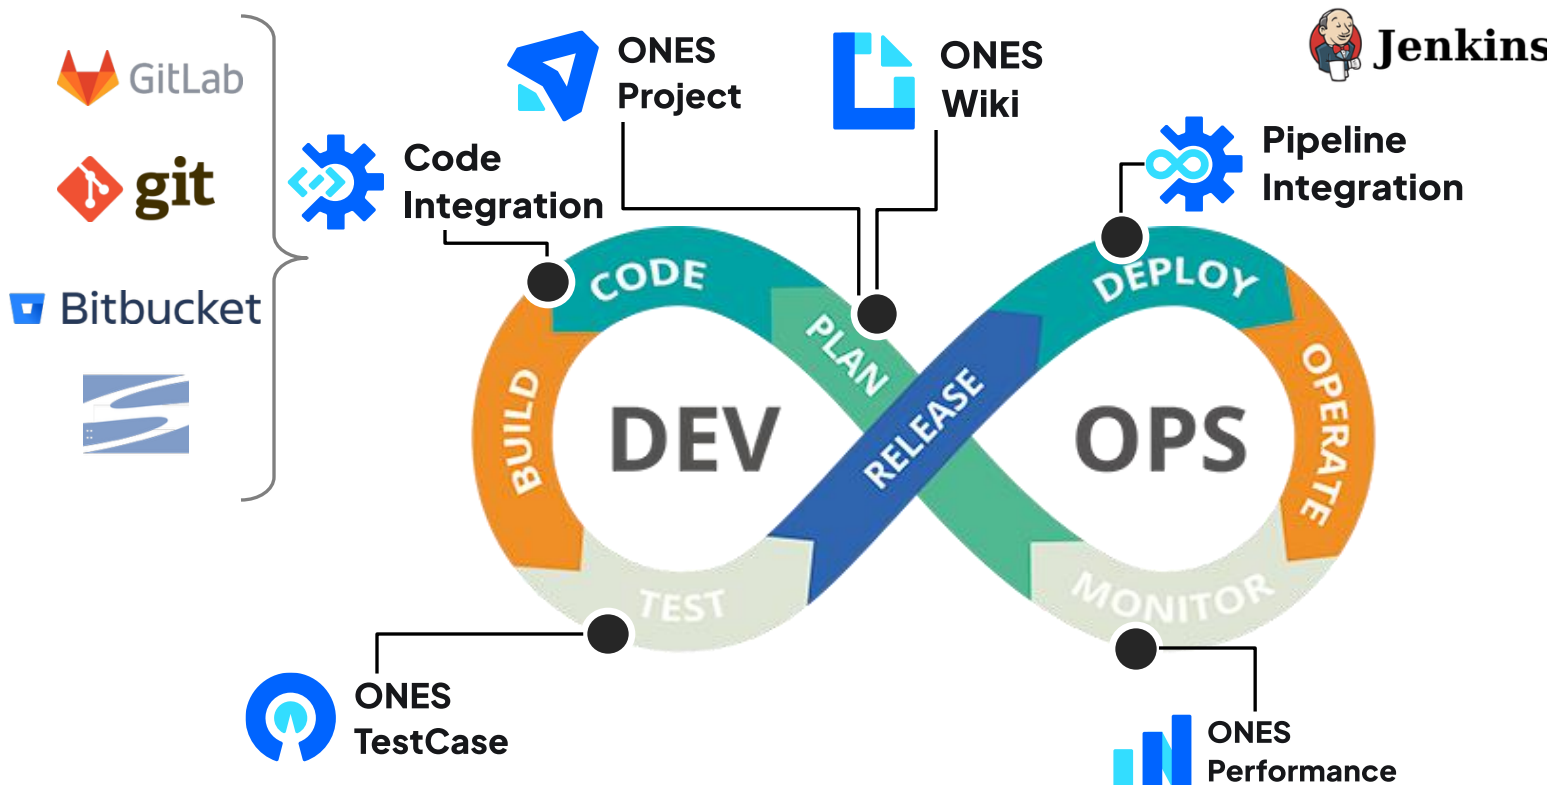 GitLab
git
Bitbucket
Code
Integration
ONES
Project
ONES
Wiki
Jenkins
Pipeline
Integration
CODE
PLAN
BUILD
TEST
DEV
RELEASE
DEPLOY
OPERATE
MONITOR
OPS
ONES
TestCase
ONES
Performance